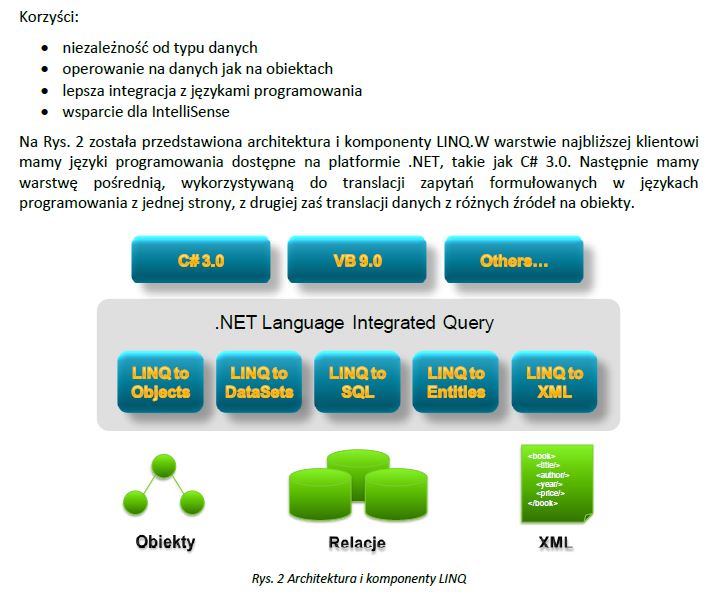 Korzyści:
• niezależność od typu danych
• operowanie na danych jak na obiektach
• lepsza integracja z językami programowania
• wsparcie dla IntelliSense
Na Rys. 2 została przedstawiona architektura i komponenty LINQ.W warstwie najbliższej klientowi
mamy języki programowania dostępne na platformie .NET, takie jak C# 3.0. Następnie mamy
warstwę pośrednią, wykorzystywaną do translacji zapytań formułowanych w językach
programowania z jednej strony, z drugiej zaś translacji danych z różnych źródeł na obiekty.
C# 3.0 VB 9.0 Others...
.NET Language Integrated Query
LINQ to Objects
LINQ to DataSets
LINQ to SQL
LINQ to Entities
LINQ to XML
<book>
<title/>
<author/>
<year/>
<price/>
</book>
Obiekty Relacje XML
Rys. 2 Architektura i komponenty LINQ